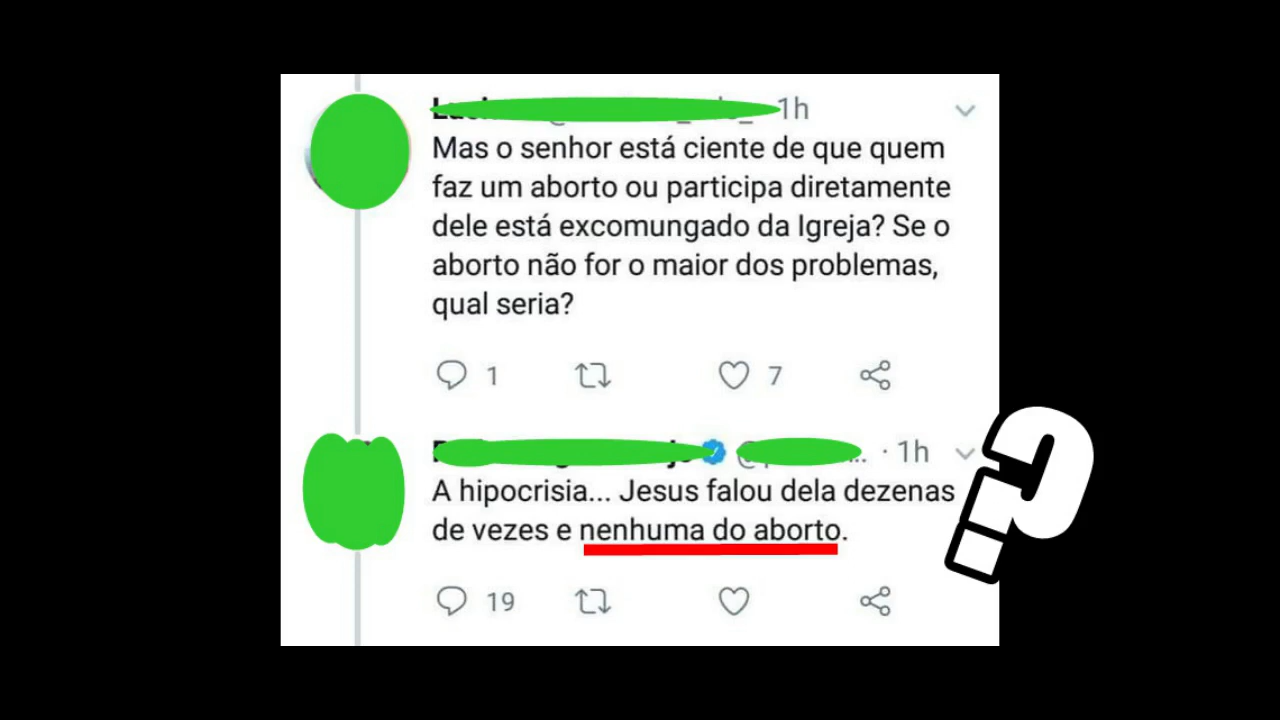 1h
Mas o senhor está ciente de que quem
faz um aborto ou participa diretamente
dele está excomungado da Igreja? Se o
aborto não for o maior dos problemas,
qual seria?
1 7
· 1h
A hipocrisia... Jesus falou dela dezenas
de vezes e nenhuma do aborto.
19
?